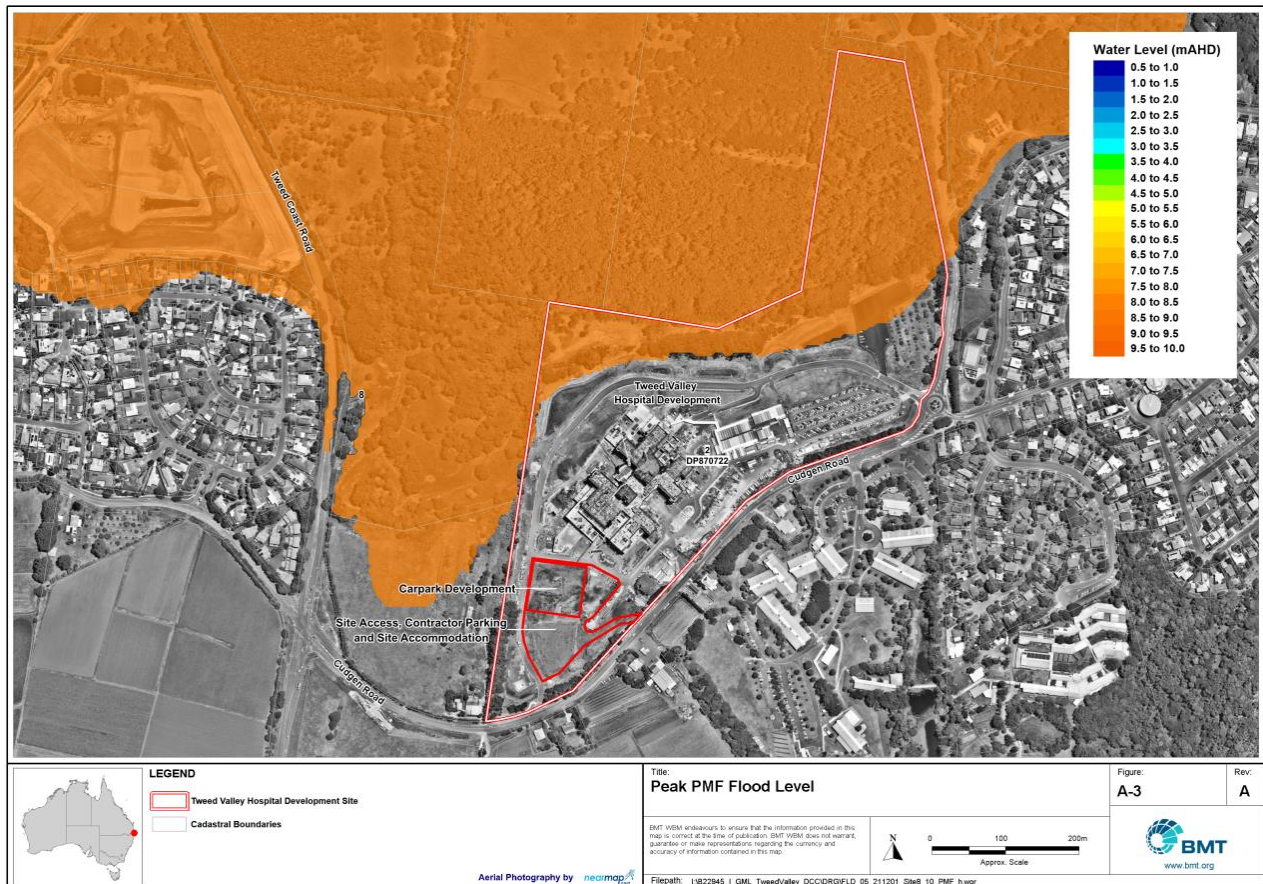 Water Level (mAHD)
0.5 to 1.0
1.0 to 1.5
1.5 to 2.0
2.0 to 2.5
2.5 to 3.0
3.0 to 3.5
3.5 to 4.0
4.0 to 4.5
4.5 to 5.0
5.0 to 5.5
5.5 to 6.0
6.0 to 6.5
6.5 to 7.0
7.0 to 7.5
7.5 to 8.0
8.0 to 8.5
8.5 to 9.0
9.0 to 9.5
9.5 to 10.0
Tweed Coast Road
8
Tweed Valley
Hospital Development
2
DP870722
Cudgen Road
Carpark Development
Site Access, Contractor Parking
and Site Accommodation
Cudgen Road
LEGEND
Tweed Valley Hospital Development Site
Cadastral Boundaries
Aerial Photography by nearmap
Title:
Peak PMF Flood Level
BMT WBM endeavours to ensure that the information provided in this
map is correct at the time of publication. BMT WBM does not warrant,
guarantee or make representations regarding the currency and
accuracy of information contained in this map.
N
0 100 200m
Approx. Scale
Figure:
A-3
Rev:
A
BMT
www.bmt.org
Filepath: I:\B22945_I_GML_TweedValley_DCC\DRG\FLD_05_211201_Site8_10_PMF_h.wor